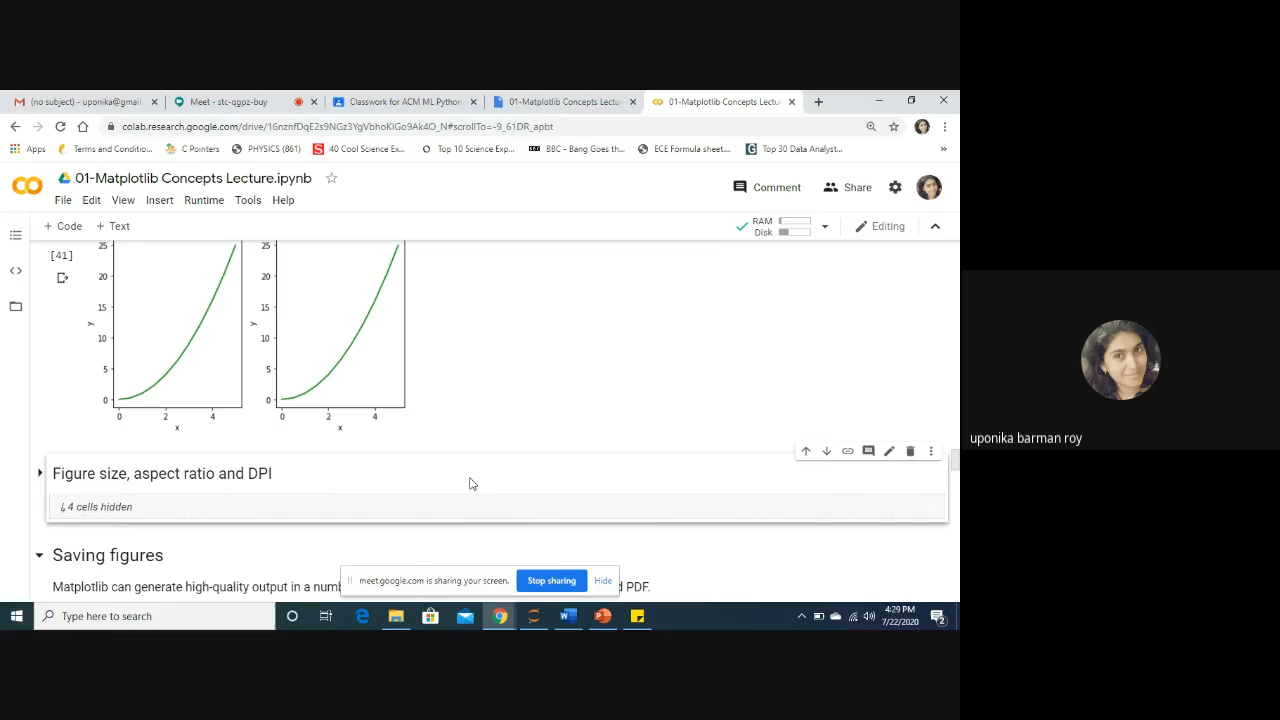 (no subject) - uponika@gmai
Meet - stc-qgpz-buy
Classwork for ACM ML Python
01-Matplotlib Concepts Lectu
01-Matplotlib Concepts Lectur
colab.research.google.com/drive/16nznfDqE2s9NGz3YgVbhoKIGo9Ak4O_N#scrollTo=-9_61DR_apbt
Apps
Terms and Conditio...
C Pointers
PHYSICS (861)
40 Cool Science Ex...
Top 10 Science Exp...
BBC - Bang Goes th...
ECE Formula sheet....
Top 30 Data Analyst...
01-Matplotlib Concepts Lecture.ipynb
Comment
Share
File Edit View Insert Runtime Tools Help
+ Code + Text
RAM
Disk
Editing
[41]
25
20
15
10
5
0
y
0 2 4
x
25
20
15
10
5
0
y
0 2 4
x
Figure size, aspect ratio and DPI
4 cells hidden
Saving figures
Matplotlib can generate high-quality output in a numb
PDF.
meet.google.com is sharing your screen.
Stop sharing
Hide
Type here to search
4:29 PM
7/22/2020
2
uponika barman roy